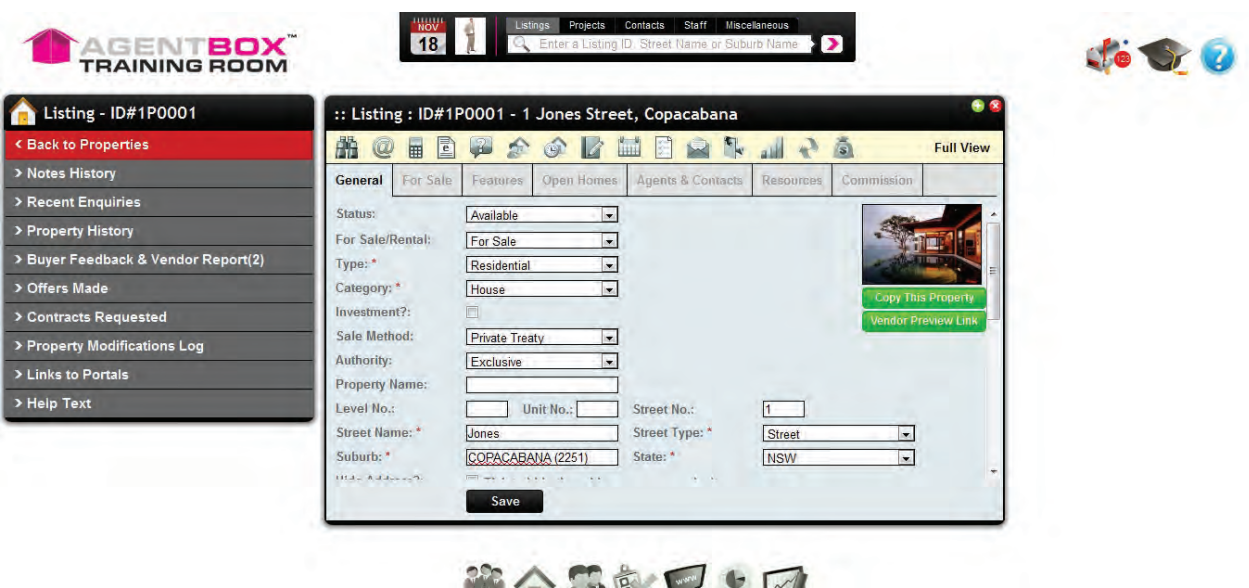 AGENTBOX™
TRAINING ROOM
NOV
18
Listings Projects Contacts Staff Miscellaneous
Enter a Listing ID, Street Name or Suburb Name
123
Listing - ID#1P0001
< Back to Properties
> Notes History
> Recent Enquiries
> Property History
> Buyer Feedback & Vendor Report(2)
> Offers Made
> Contracts Requested
> Property Modifications Log
> Links to Portals
> Help Text
:: Listing : ID#1P0001 - 1 Jones Street, Copacabana
Full View
General For Sale Features Open Homes Agents & Contacts Resources Commission
Status: Available
For Sale/Rental: For Sale
Type: * Residential
Category: * House
Investment?:
Sale Method: Private Treaty
Authority: Exclusive
Property Name:
Level No.: Unit No.: Street No.: 1
Street Name: * Jones Street Type: * Street
Suburb: * COPACABANA (2251) State: * NSW
Copy This Property
Vendor Preview Link
Save
www